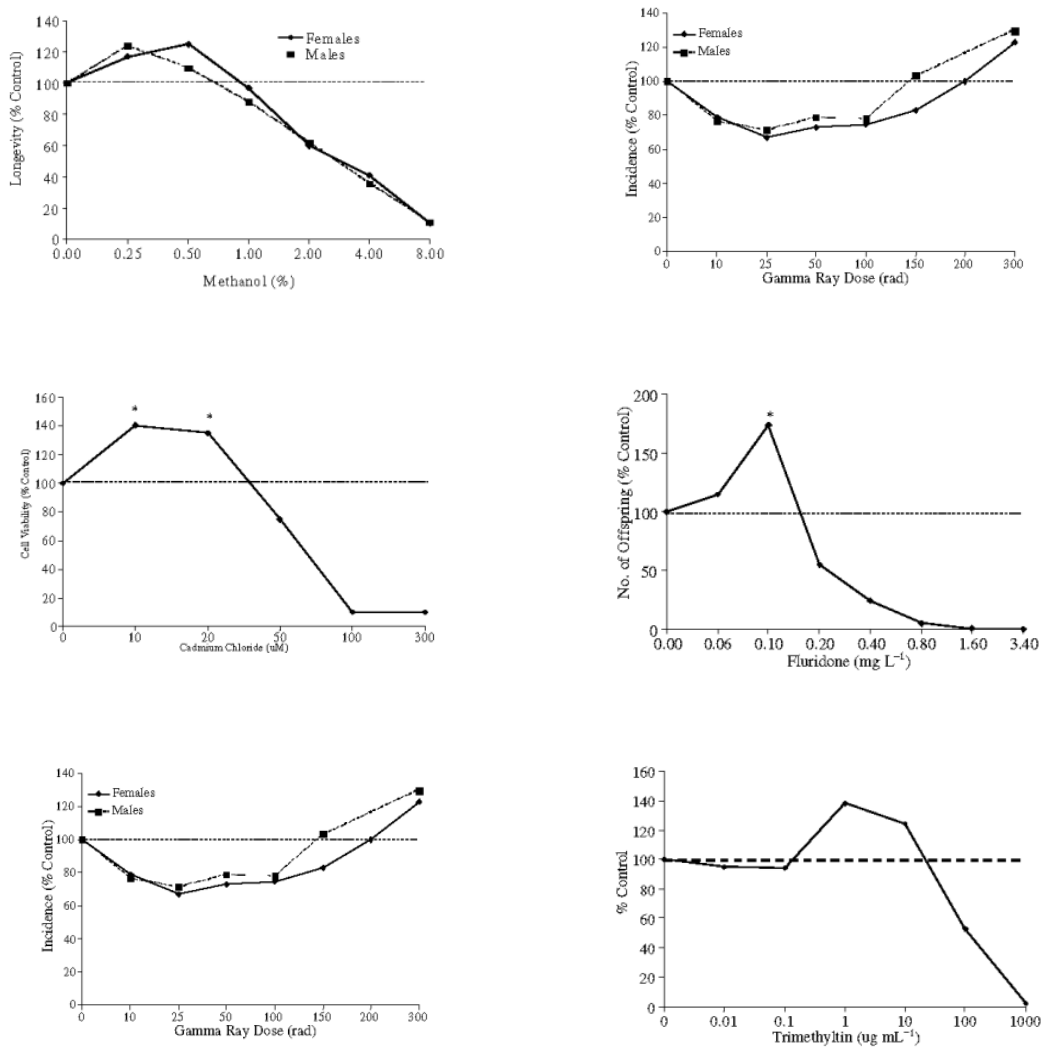 140
120
100
80
60
40
20
0
Longevity (% Control)
Females
Males
0.00 0.25 0.50 1.00 2.00 4.00 8.00
Methanol (%)
140
120
100
80
60
40
20
0
Incidence (% Control)
Females
Males
0 10 25 50 100 150 200 300
Gamma Ray Dose (rad)
160
140
120
100
80
60
40
20
0
Cell Viability (% Control)
*
*
0 10 20 50 100 300
Cadmium Chloride (uM)
200
150
100
50
0
No. of Offspring (% Control)
*
0.00 0.06 0.10 0.20 0.40 0.80 1.60 3.40
Fluridone (mg L⁻¹)
140
120
100
80
60
40
20
0
Incidence (% Control)
Females
Males
0 10 25 50 100 150 200 300
Gamma Ray Dose (rad)
160
140
120
100
80
60
40
20
0
% Control
0 0.01 0.1 1 10 100 1000
Trimethyltin (ug mL⁻¹)